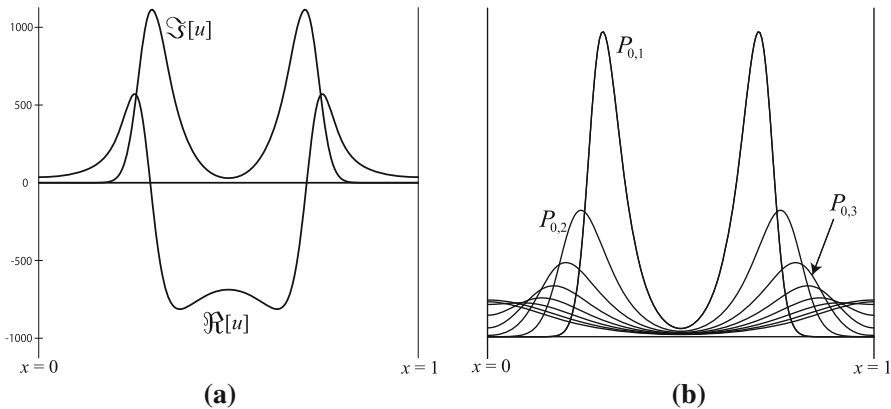 1000
500
0
-500
-1000
ℑ[u]
ℜ[u]
x = 0
x = 1
(a)
P0,1
P0,2
P0,3
x = 0
x = 1
(b)